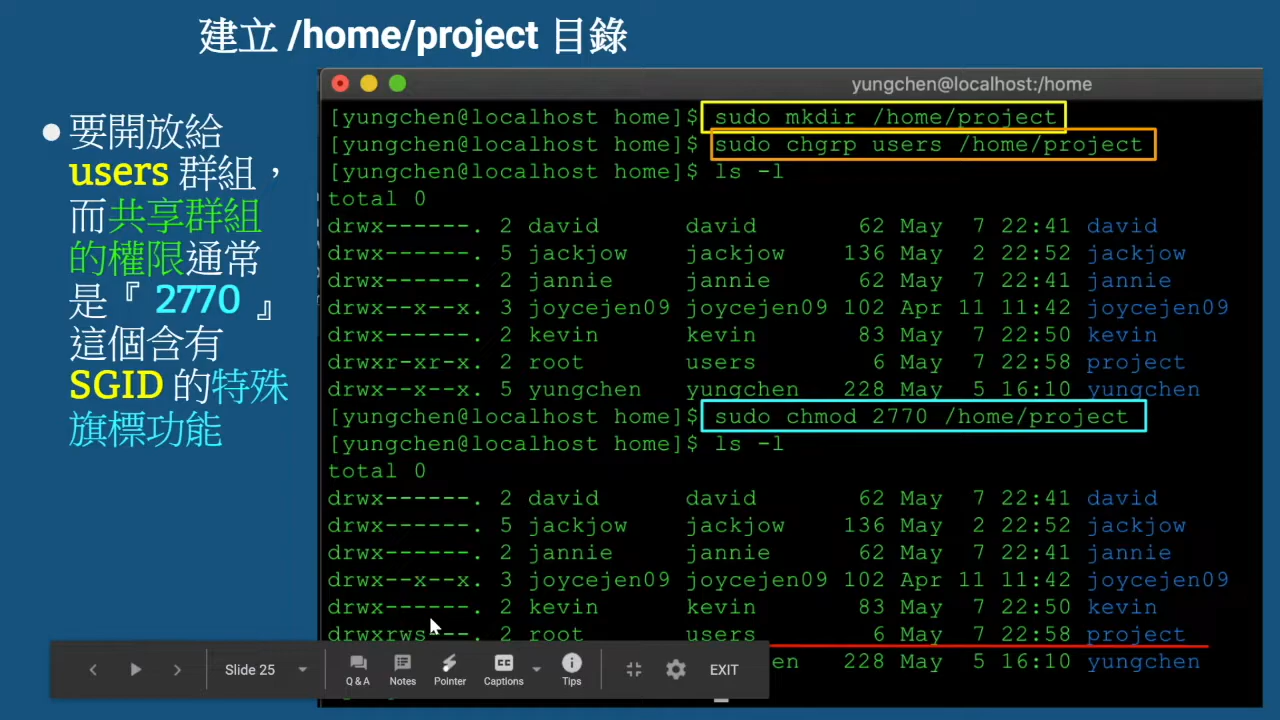 建立 /home/project 目錄
要開放給
users 群組，
而共享群組
的權限通常
是『 2770 』
這個含有
SGID 的特殊
旗標功能
yungchen@localhost:/home
[yungchen@localhost home]$ sudo mkdir /home/project
[yungchen@localhost home]$ sudo chgrp users /home/project
[yungchen@localhost home]$ ls -l
total 0
drwx------. 2 david david 62 May 7 22:41 david
drwx------. 5 jackjow jackjow 136 May 2 22:52 jackjow
drwx------. 2 jannie jannie 62 May 7 22:41 jannie
drwx--x--x. 3 joycejen09 joycejen09 102 Apr 11 11:42 joycejen09
drwx------. 2 kevin kevin 83 May 7 22:50 kevin
drwxr-xr-x. 2 root users 6 May 7 22:58 project
drwx--x--x. 5 yungchen yungchen 228 May 5 16:10 yungchen
[yungchen@localhost home]$ sudo chmod 2770 /home/project
[yungchen@localhost home]$ ls -l
total 0
drwx------. 2 david david 62 May 7 22:41 david
drwx------. 5 jackjow jackjow 136 May 2 22:52 jackjow
drwx------. 2 jannie jannie 62 May 7 22:41 jannie
drwx--x--x. 3 joycejen09 joycejen09 102 Apr 11 11:42 joycejen09
drwx------. 2 kevin kevin 83 May 7 22:50 kevin
drwxrws---. 2 root users 6 May 7 22:58 project
en 228 May 5 16:10 yungchen
Slide 25
Q & A
Notes
Pointer
CC
Captions
Tips
EXIT